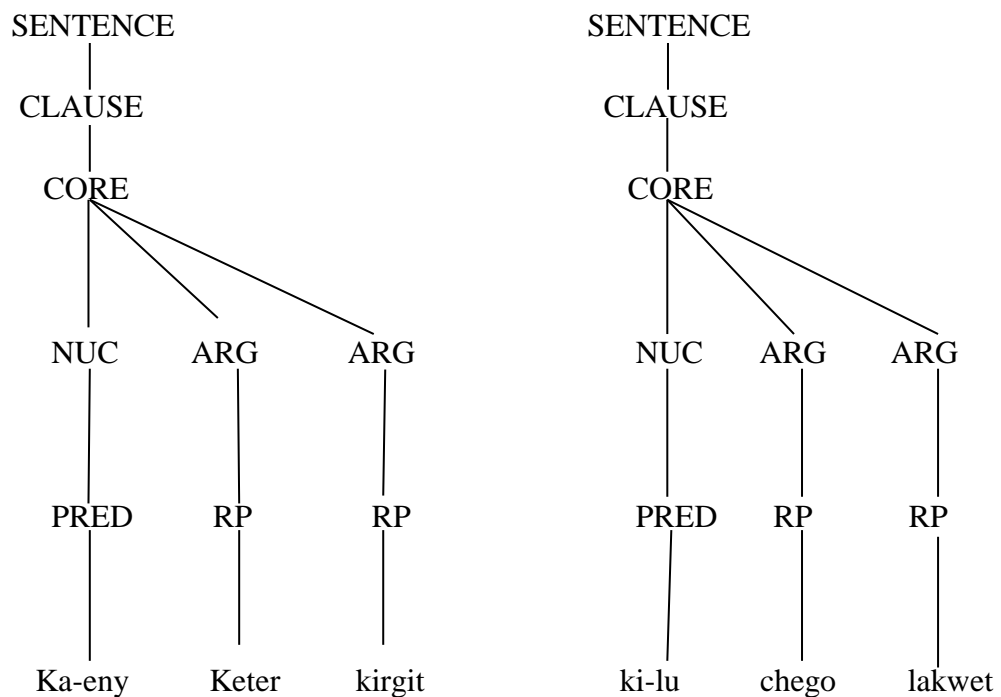 SENTENCE SENTENCE
CLAUSE CLAUSE
CORE CORE
NUC ARG ARG NUC ARG ARG
PRED RP RP PRED RP RP
Ka-eny Keter kirgit ki-lu chego lakwet